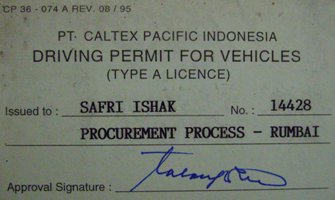 CP 36 - 074 A REV. 08 / 95
PT. CALTEX PACIFIC INDONESIA
DRIVING PERMIT FOR VEHICLES
(TYPE A LICENCE)
Issued to : SAFRI ISHAK No. : 14428
PROCUREMENT PROCESS - RUMBAI
Approval Signature :